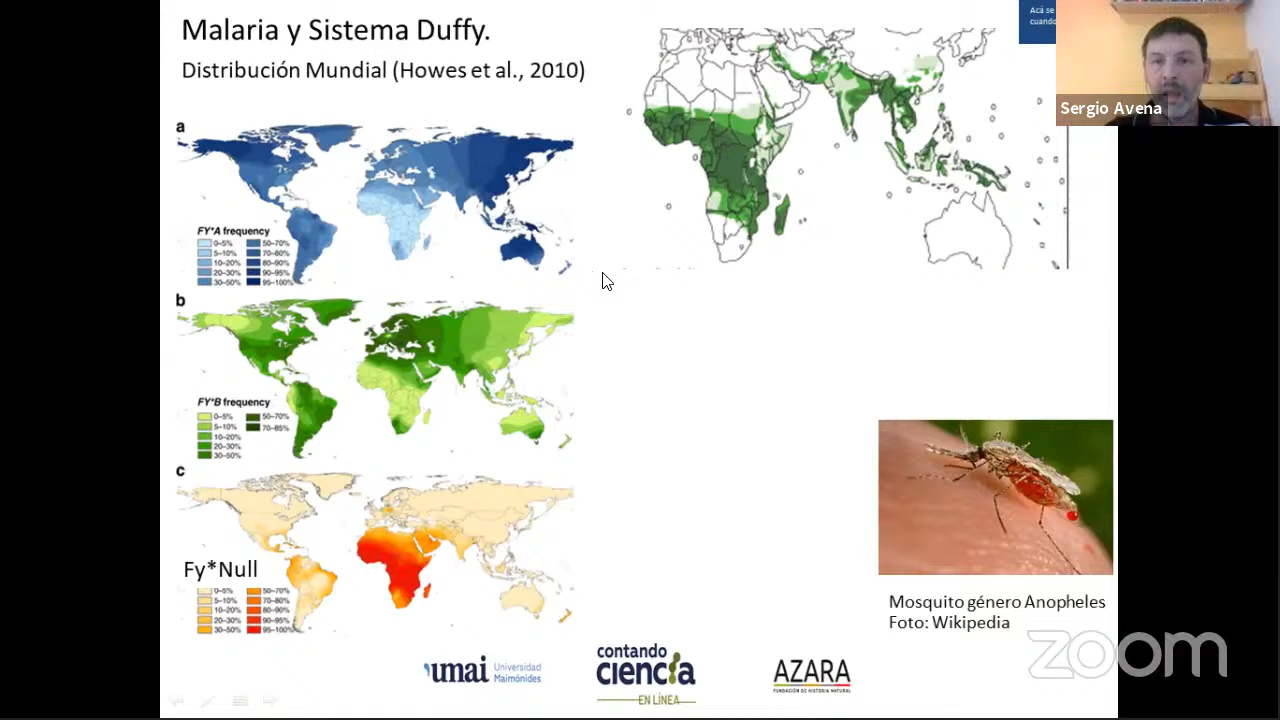 Malaria y Sistema Duffy.
Distribución Mundial (Howes et al., 2010)
Acá se
cuando
Sergio Avena
a
FY*A frequency
0–5% 50–70%
5–10% 70–80%
10–20% 80–90%
20–30% 90–95%
30–50% 95–100%
b
FY*B frequency
0–5% 50–70%
5–10% 70–85%
10–20%
20–30%
30–50%
c
Fy*Null
0–5% 50–70%
5–10% 70–80%
10–20% 80–90%
20–30% 90–95%
30–50% 95–100%
Mosquito género Anopheles
Foto: Wikipedia
umai Universidad
Maimónides
contando
ciencia
EN LÍNEA
AZARA
FUNDACIÓN DE HISTORIA NATURAL
zoom